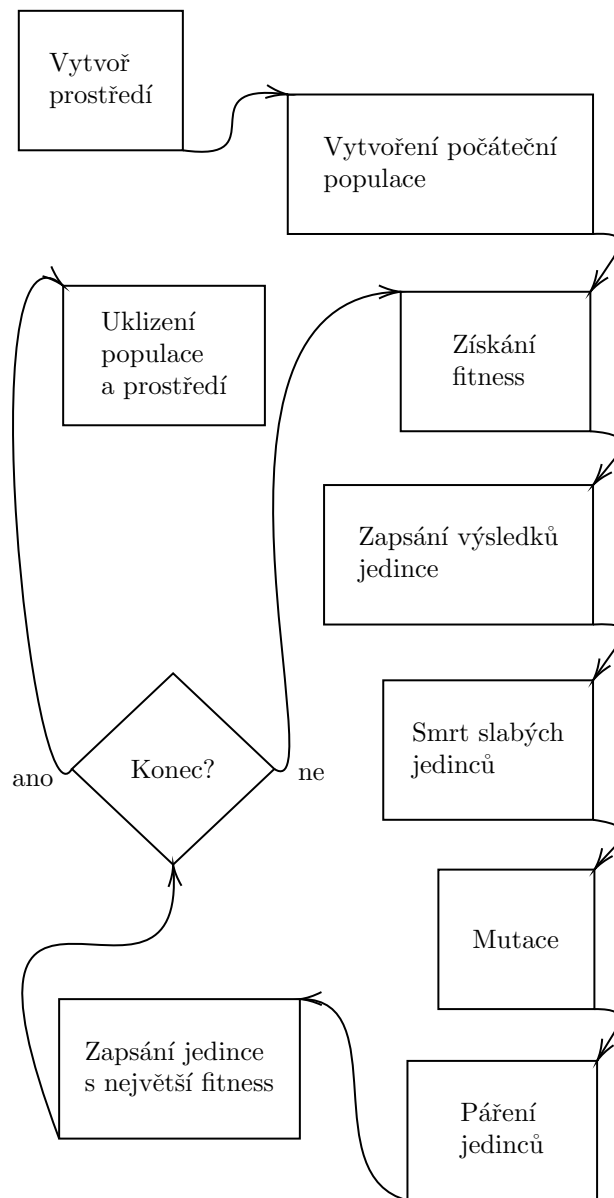 Vytvoř
prostředí
Vytvoření počáteční
populace
Uklizení
populace
a prostředí
Získání
fitness
Zapsání výsledků
jedince
Smrt slabých
jedinců
ano
Konec?
ne
Mutace
Zapsání jedince
s největší fitness
Páření
jedinců